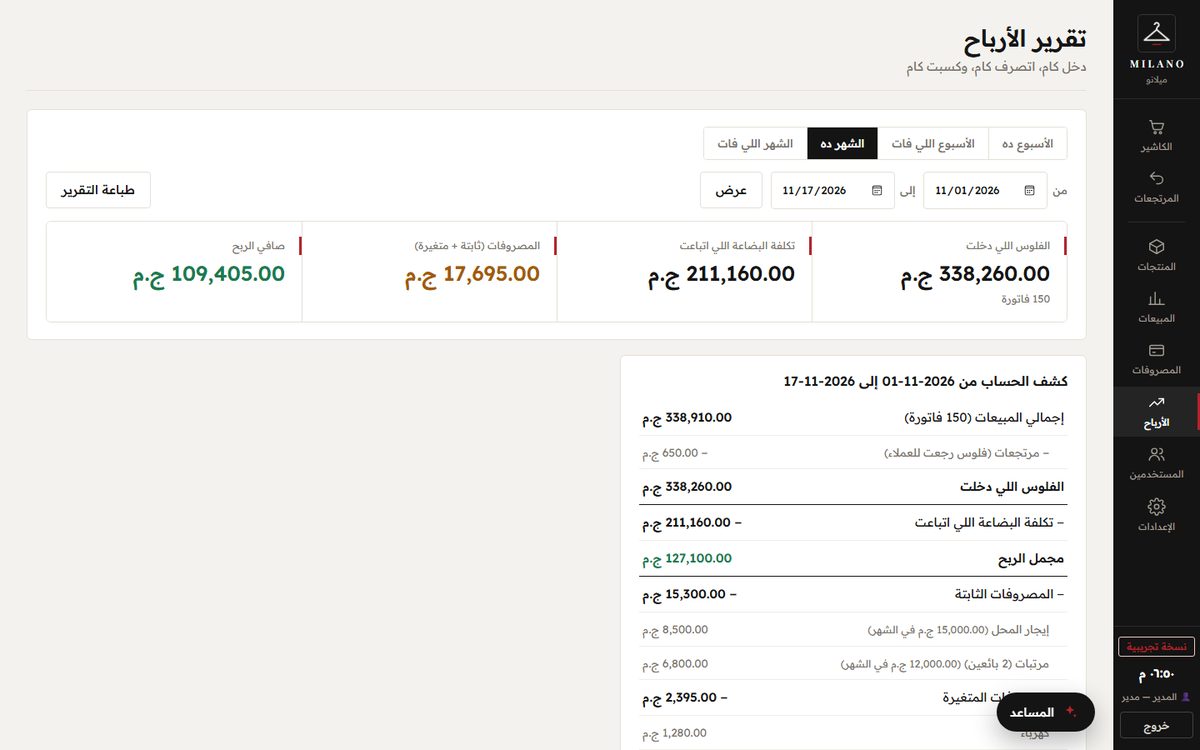 MILANO
ميلانو
الكاشير
المرتجعات
المنتجات
المبيعات
المصروفات
الأرباح
المستخدمين
الإعدادات
نسخة تجريبية
٠٦:٥٠ م
المدير — مدير
خروج
تقرير الأرباح
دخل كام، اتصرف كام، وكسبت كام
الأسبوع ده
الأسبوع اللي فات
الشهر ده
الشهر اللي فات
من 11/01/2026 إلى 11/17/2026 عرض
طباعة التقرير
الفلوس اللي دخلت
338,260.00 ج.م
150 فاتورة
تكلفة البضاعة اللي اتباعت
211,160.00 ج.م
المصروفات (ثابتة + متغيرة)
17,695.00 ج.م
صافي الربح
109,405.00 ج.م
كشف الحساب من 2026-11-01 إلى 2026-11-17
إجمالي المبيعات (150 فاتورة) 338,910.00 ج.م
− مرتجعات (فلوس رجعت للعملاء) − 650.00 ج.م
الفلوس اللي دخلت 338,260.00 ج.م
− تكلفة البضاعة اللي اتباعت − 211,160.00 ج.م
مجمل الربح 127,100.00 ج.م
− المصروفات الثابتة − 15,300.00 ج.م
إيجار المحل (15,000.00 ج.م في الشهر) 8,500.00 ج.م
مرتبات (2 بائعين) (12,000.00 ج.م في الشهر) 6,800.00 ج.م
المتغيرة − 2,395.00 ج.م
كهرباء 1,280.00 ج.م
المساعد